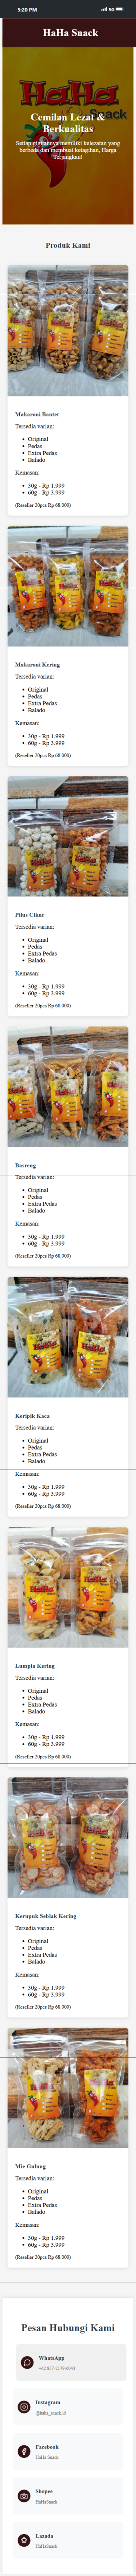 5:20 PM
5G
HaHa Snack
HaHa
Cemilan Lezat &
Berkualitas
berbeda dan membuat ketagihan, Harga
Terjangkau!
Produk Kami
Makaroni Bantet
Tersedia varian:
Original
Pedas
Extra Pedas
Balado
Kemasan:
30g - Rp 1.999
60g - Rp 3.999
(Reseller 20pcs Rp 68.000)
Makaroni Kering
Tersedia varian:
Original
Pedas
Extra Pedas
Balado
Kemasan:
30g - Rp 1.999
60g - Rp 3.999
(Reseller 20pcs Rp 68.000)
Pilus Cikur
Tersedia varian:
Original
Pedas
Extra Pedas
Balado
Kemasan:
30g - Rp 1.999
60g - Rp 3.999
(Reseller 20pcs Rp 68.000)
Basreng
Tersedia varian:
Original
Pedas
Extra Pedas
Balado
Kemasan:
30g - Rp 1.999
60g - Rp 3.999
(Reseller 20pcs Rp 68.000)
Keripik Kaca
Tersedia varian:
Original
Pedas
Extra Pedas
Balado
Kemasan:
30g - Rp 1.999
60g - Rp 3.999
(Reseller 20pcs Rp 68.000)
Lumpia Kering
Tersedia varian:
Original
Pedas
Extra Pedas
Balado
Kemasan:
30g - Rp 1.999
60g - Rp 3.999
(Reseller 20pcs Rp 68.000)
Kerupuk Seblak Kering
Tersedia varian:
Original
Pedas
Extra Pedas
Balado
Kemasan:
30g - Rp 1.999
60g - Rp 3.999
(Reseller 20pcs Rp 68.000)
Mie Gulung
Tersedia varian:
Original
Pedas
Extra Pedas
Balado
Kemasan:
30g - Rp 1.999
60g - Rp 3.999
(Reseller 20pcs Rp 68.000)
Pesan Hubungi Kami
WhatsApp
Instagram
Facebook
HaHa Snack
Shopee
HaHaSnack
Lazada
HaHaSnack